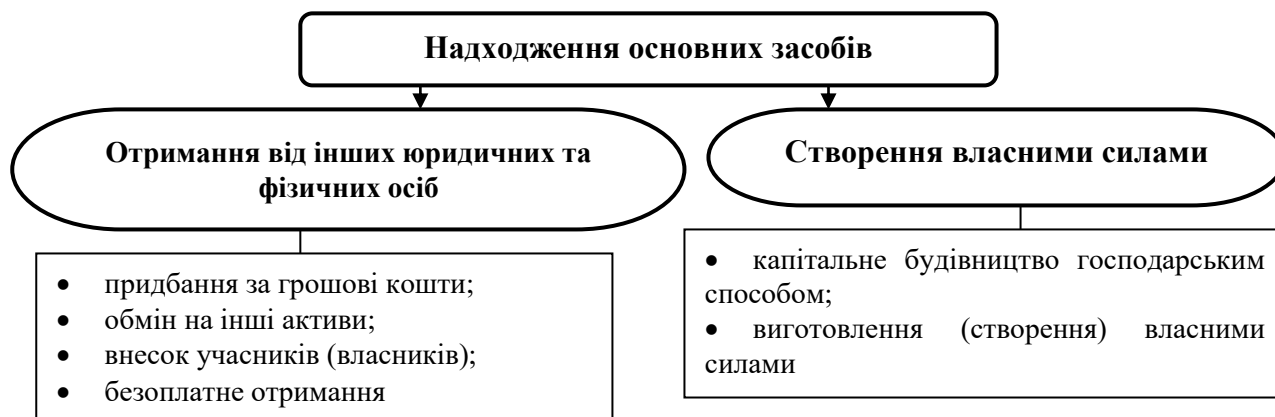 Надходження основних засобів
Отримання від інших юридичних та
фізичних осіб
Створення власними силами
• придбання за грошові кошти;
• обмін на інші активи;
• внесок учасників (власників);
• безоплатне отримання
• капітальне будівництво господарським
способом;
• виготовлення (створення) власними
силами